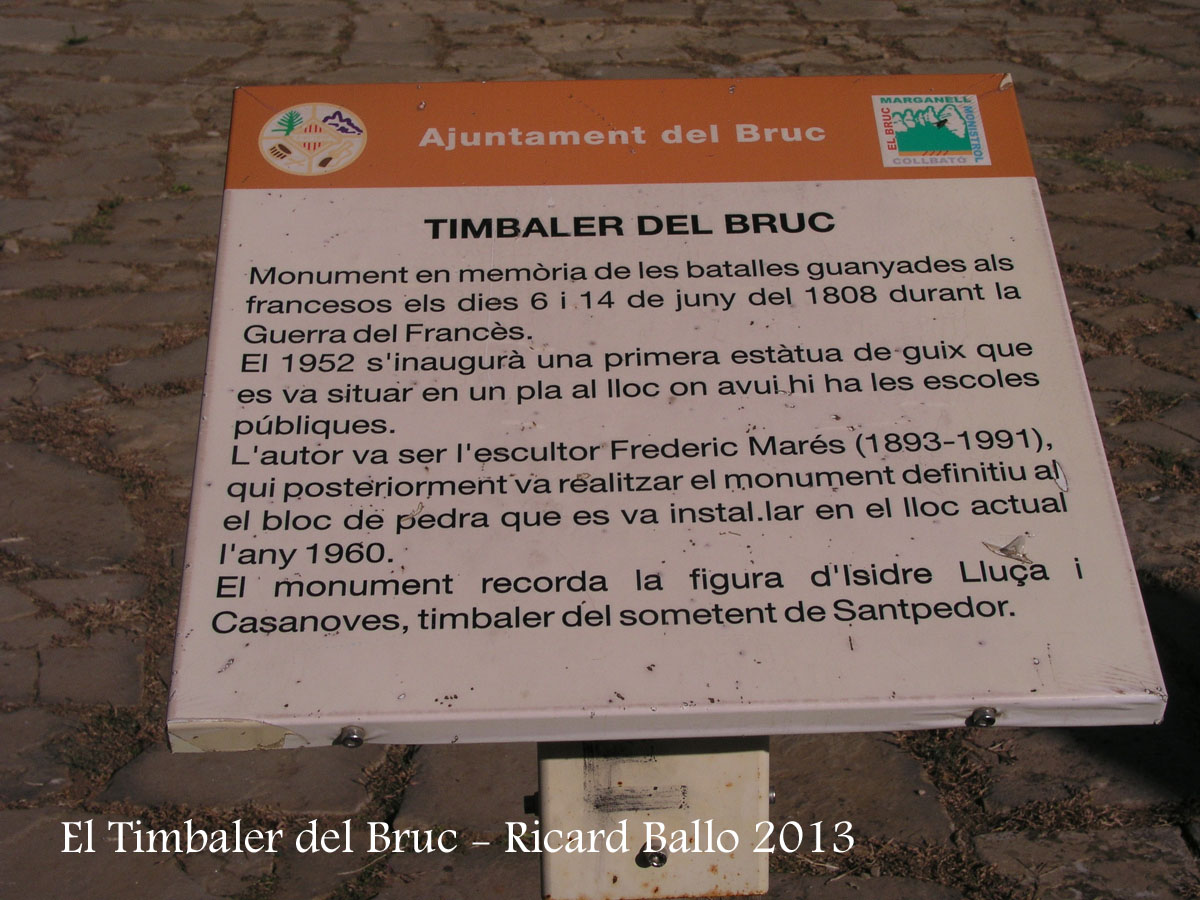 Ajuntament del Bruc
MARGANELL
EL BRUC
MONISTROL
COLLBATÓ
TIMBALER DEL BRUC
Monument en memòria de les batalles guanyades als
francesos els dies 6 i 14 de juny del 1808 durant la
Guerra del Francès.
El 1952 s'inaugurà una primera estàtua de guix que
es va situar en un pla al lloc on avui hi ha les escoles
públiques.
L'autor va ser l'escultor Frederic Marés (1893-1991),
qui posteriorment va realitzar el monument definitiu al
el bloc de pedra que es va instal.lar en el lloc actual
l'any 1960.
El monument recorda la figura d'Isidre Lluça i
Casanoves, timbaler del sometent de Santpedor.
El Timbaler del Bruc - Ricard Ballo 2013